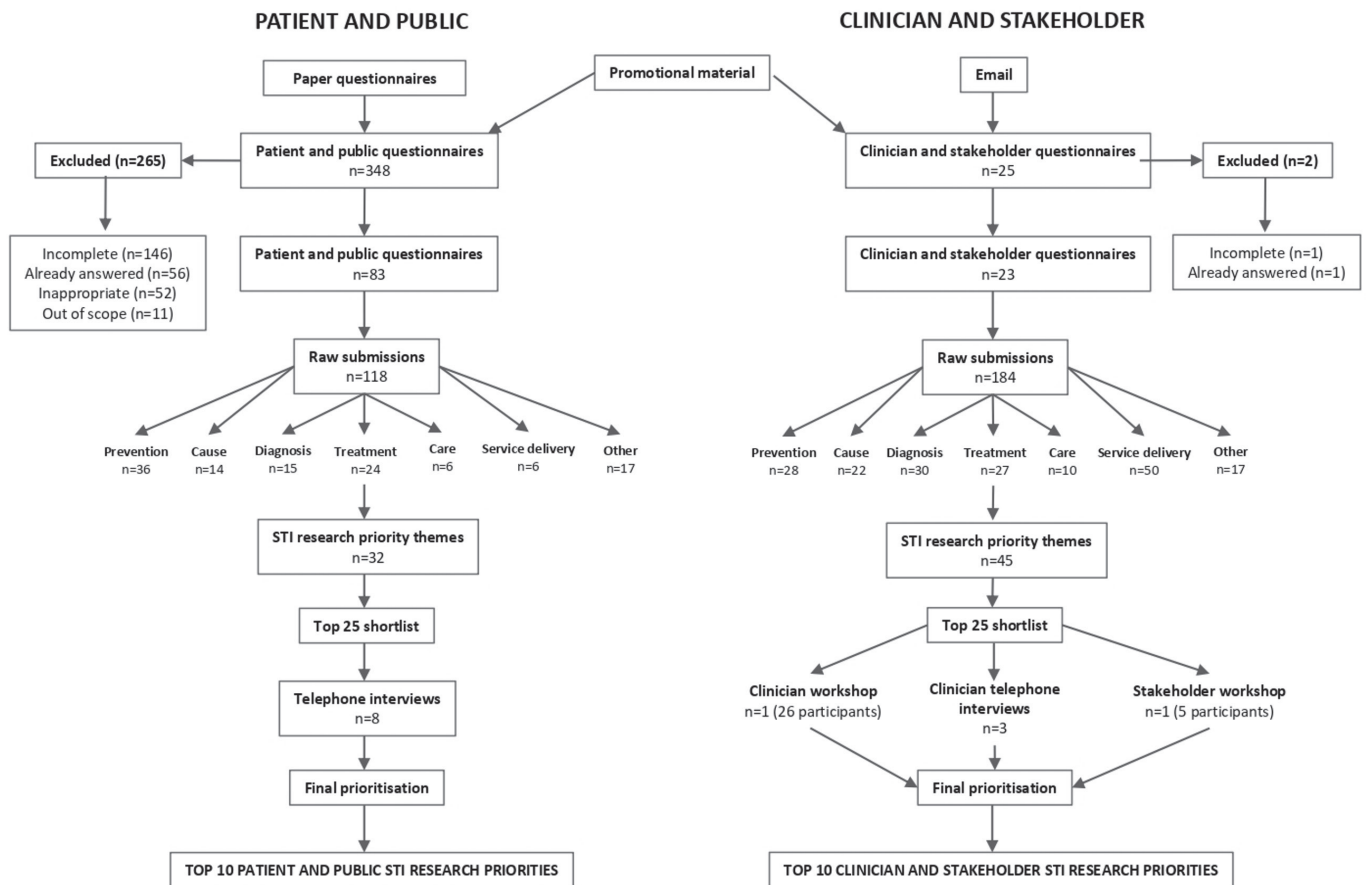 PATIENT AND PUBLIC
Paper questionnaires
Promotional material
Patient and public questionnaires
n=348
Excluded (n=265)
Incomplete (n=146)
Already answered (n=56)
Inappropriate (n=52)
Out of scope (n=11)
Patient and public questionnaires
n=83
Raw submissions
n=118
Prevention
n=36
Cause
n=14
Diagnosis
n=15
Treatment
n=24
Care
n=6
Service delivery
n=6
Other
n=17
STI research priority themes
n=32
Top 25 shortlist
Telephone interviews
n=8
Final prioritisation
TOP 10 PATIENT AND PUBLIC STI RESEARCH PRIORITIES
CLINICIAN AND STAKEHOLDER
Email
Clinician and stakeholder questionnaires
n=25
Excluded (n=2)
Incomplete (n=1)
Already answered (n=1)
Clinician and stakeholder questionnaires
n=23
Raw submissions
n=184
Prevention
n=28
Cause
n=22
Diagnosis
n=30
Treatment
n=27
Care
n=10
Service delivery
n=50
Other
n=17
STI research priority themes
n=45
Top 25 shortlist
Clinician workshop
n=1 (26 participants)
Clinician telephone
interviews
n=3
Stakeholder workshop
n=1 (5 participants)
Final prioritisation
TOP 10 CLINICIAN AND STAKEHOLDER STI RESEARCH PRIORITIES